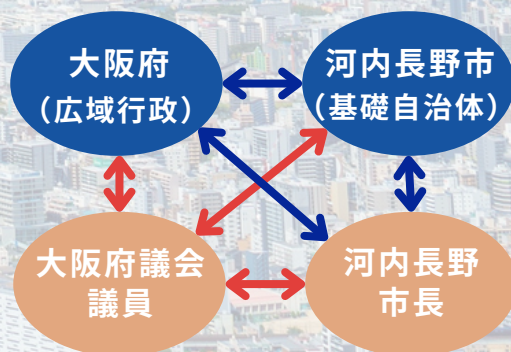 大阪府
（広域行政）
河内長野市
（基礎自治体）
大阪府議会
議員
河内長野
市長